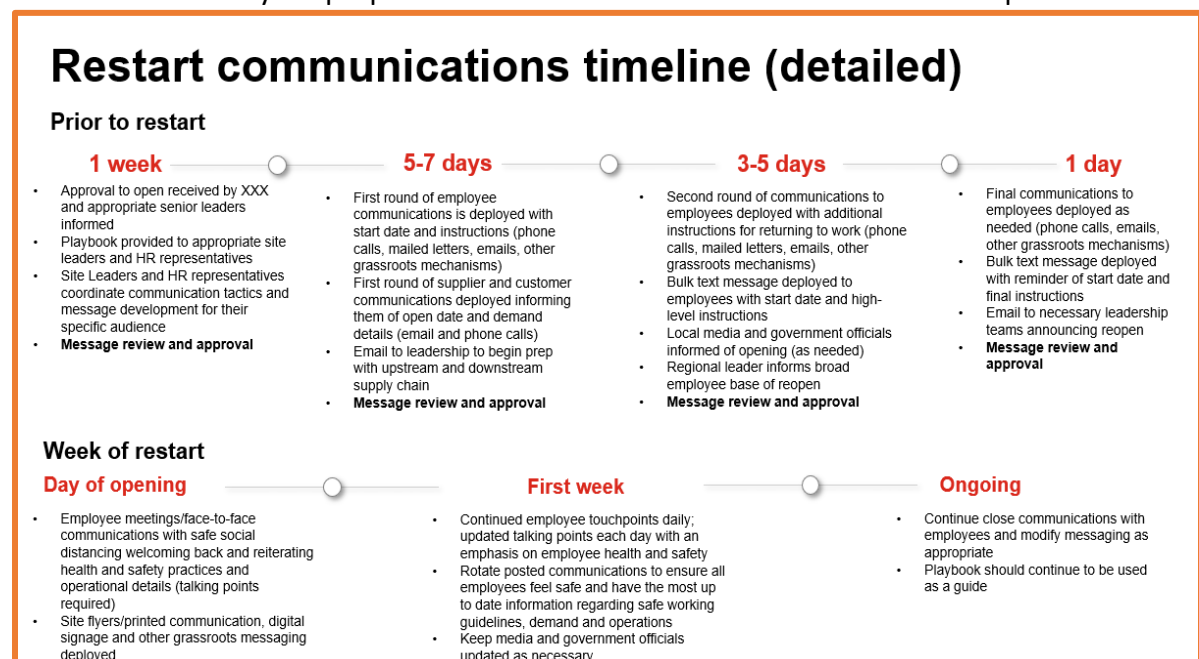 Restart communications timeline (detailed)
Prior to restart
1 week
• Approval to open received by XXX
and appropriate senior leaders
informed
• Playbook provided to appropriate site
leaders and HR representatives
• Site Leaders and HR representatives
coordinate communication tactics and
message development for their
specific audience
• Message review and approval
5-7 days
• First round of employee
communications is deployed with
start date and instructions (phone
calls, mailed letters, emails, other
grassroots mechanisms)
• First round of supplier and customer
communications deployed informing
them of open date and demand
details (email and phone calls)
• Email to leadership to begin prep
with upstream and downstream
supply chain
• Message review and approval
3-5 days
• Second round of communications to
employees deployed with additional
instructions for returning to work (phone
calls, mailed letters, emails, other
grassroots mechanisms)
• Bulk text message deployed to
employees with start date and high-
level instructions
• Local media and government officials
informed of opening (as needed)
• Regional leader informs broad
employee base of reopen
• Message review and approval
1 day
• Final communications to
employees deployed as
needed (phone calls, emails,
other grassroots mechanisms)
• Bulk text message deployed
with reminder of start date and
final instructions
• Email to necessary leadership
teams announcing reopen
• Message review and
approval
Week of restart
Day of opening
• Employee meetings/face-to-face
communications with safe social
distancing welcoming back and reiterating
health and safety practices and
operational details (talking points
required)
• Site flyers/printed communication, digital
signage and other grassroots messaging
deployed
First week
• Continued employee touchpoints daily;
updated talking points each day with an
emphasis on employee health and safety
• Rotate posted communications to ensure all
employees feel safe and have the most up
to date information regarding safe working
guidelines, demand and operations
• Keep media and government officials
updated as necessary
Ongoing
• Continue close communications with
employees and modify messaging as
appropriate
• Playbook should continue to be used
as a guide